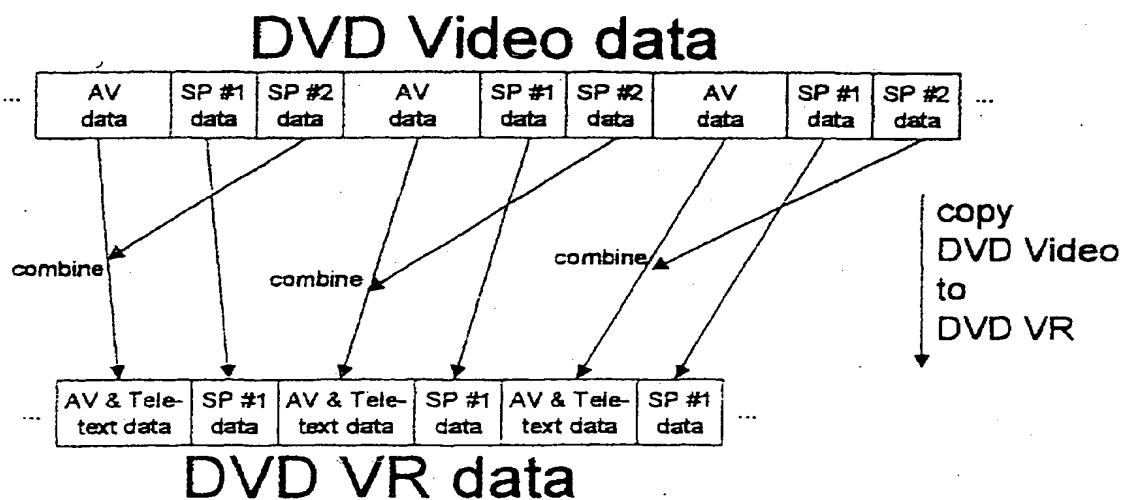 DVD Video data
... AV data SP #1 data SP #2 data AV data SP #1 data SP #2 data AV data SP #1 data SP #2 data ...
combine
combine
combine
copy
DVD Video
to
DVD VR
... AV & Tele-text data SP #1 data AV & Tele-text data SP #1 data AV & Tele-text data SP #1 data ...
DVD VR data